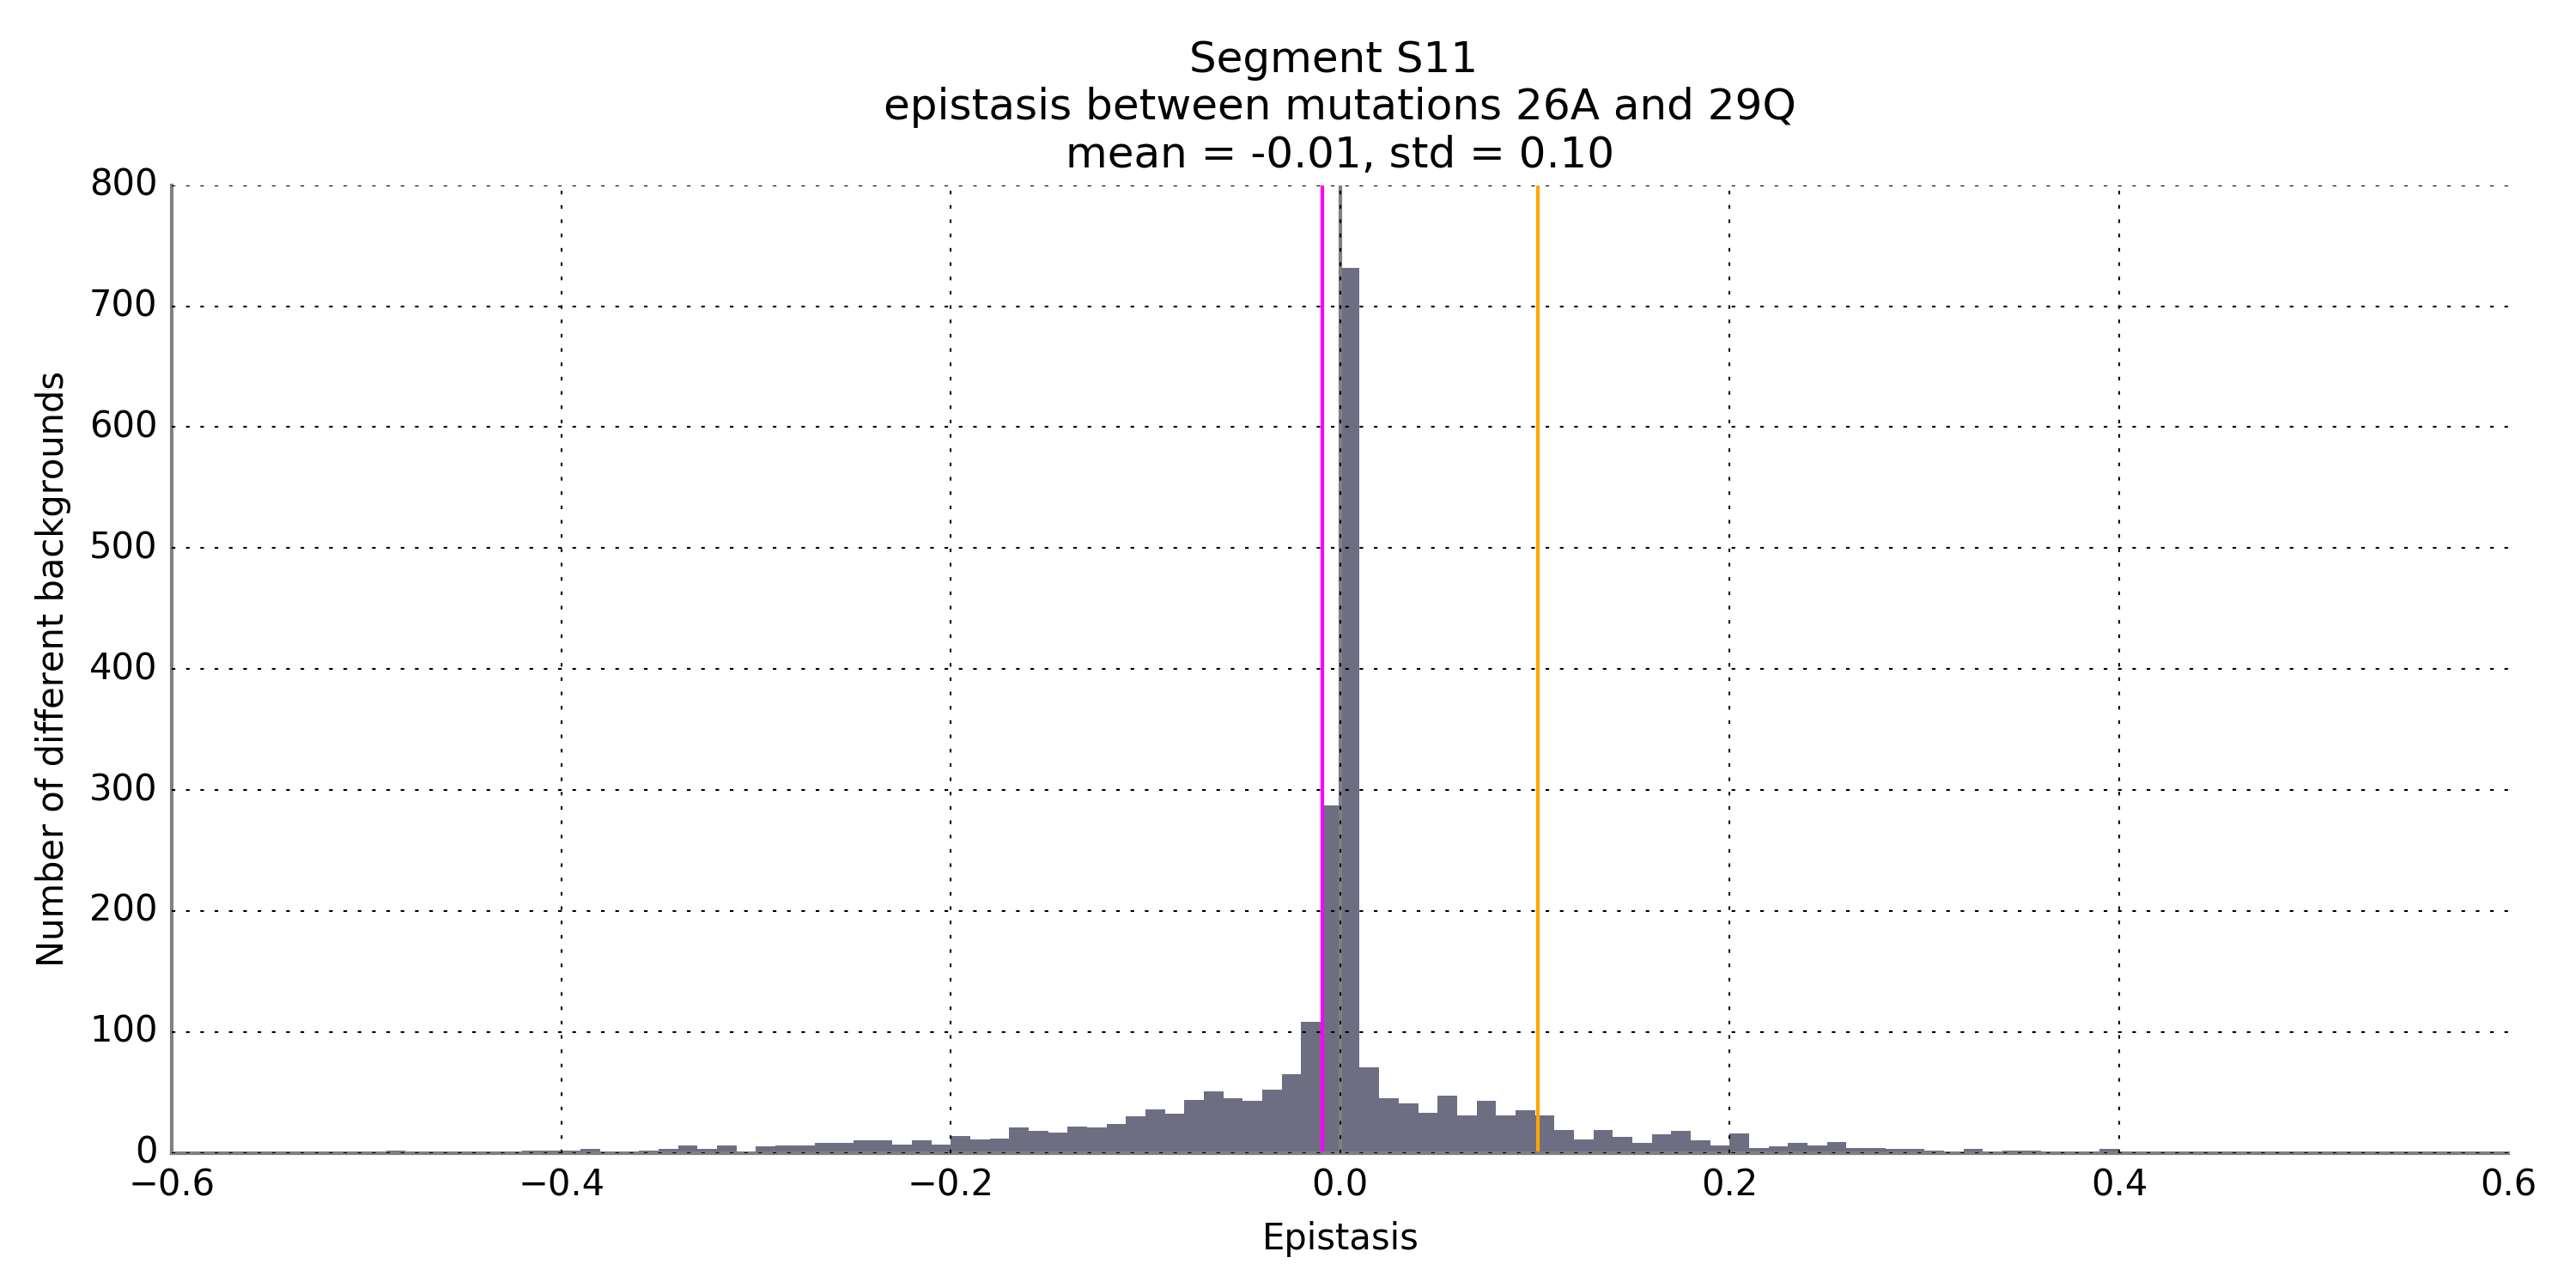 Segment S11
epistasis between mutations 26A and 29Q
mean = -0.01, std = 0.10
Number of different backgrounds
800
700
600
500
400
300
200
100
0
−0.6 −0.4 −0.2 0.0 0.2 0.4 0.6
Epistasis